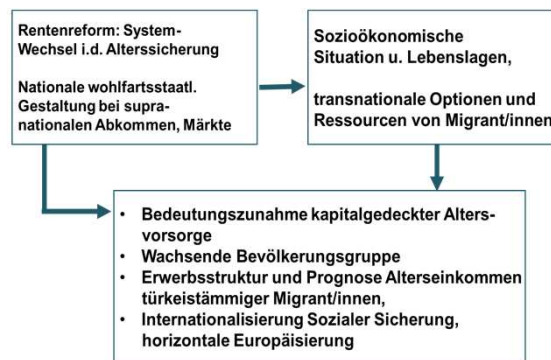 Rentenreform: System-
Wechsel i.d. Alterssicherung
Nationale wohlfartsstaatl.
Gestaltung bei supra-
nationalen Abkommen, Märkte
Sozioökonomische
Situation u. Lebenslagen,
transnationale Optionen und
Ressourcen von Migrant/innen
• Bedeutungszunahme kapitalgedeckter Alters-
vorsorge
• Wachsende Bevölkerungsgruppe
• Erwerbsstruktur und Prognose Alterseinkommen
türkeistämmiger Migrant/innen,
• Internationalisierung Sozialer Sicherung,
horizontale Europäisierung